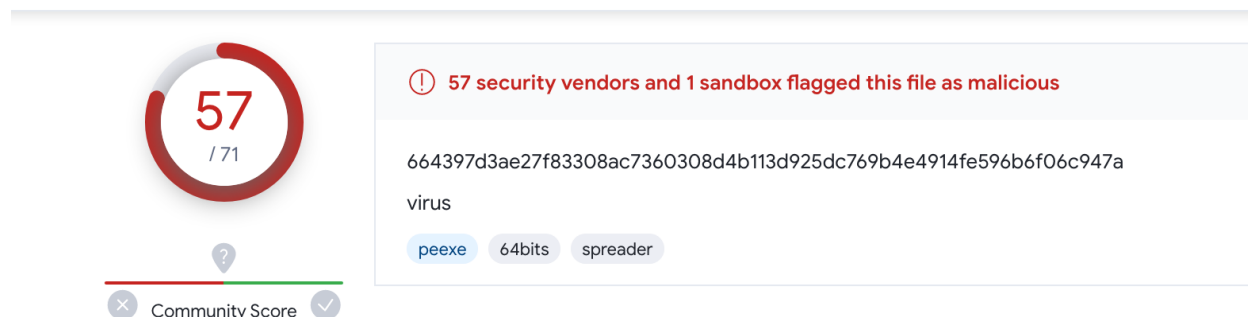 57
/ 71
Community Score
57 security vendors and 1 sandbox flagged this file as malicious
664397d3ae27f83308ac7360308d4b113d925dc769b4e4914fe596b6f06c947a
virus
peexe 64bits spreader